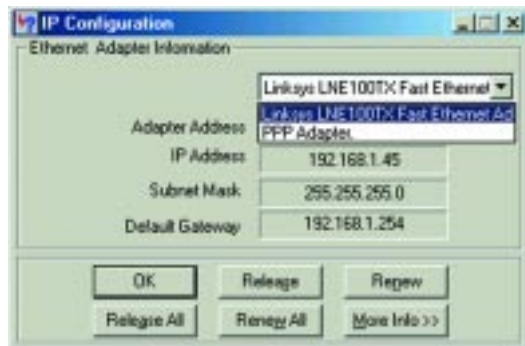 IP Configuration
Ethernet Adapter Information
Linksys LNE100TX Fast Ethernet
Linksys LNE100TX Fast Ethernet Ad
PPP Adapter.
Adapter Address
IP Address
192.168.1.45
Subnet Mask
255.255.255.0
Default Gateway
192.168.1.254
OK
Release
Renew
Release All
Renew All
More Info >>